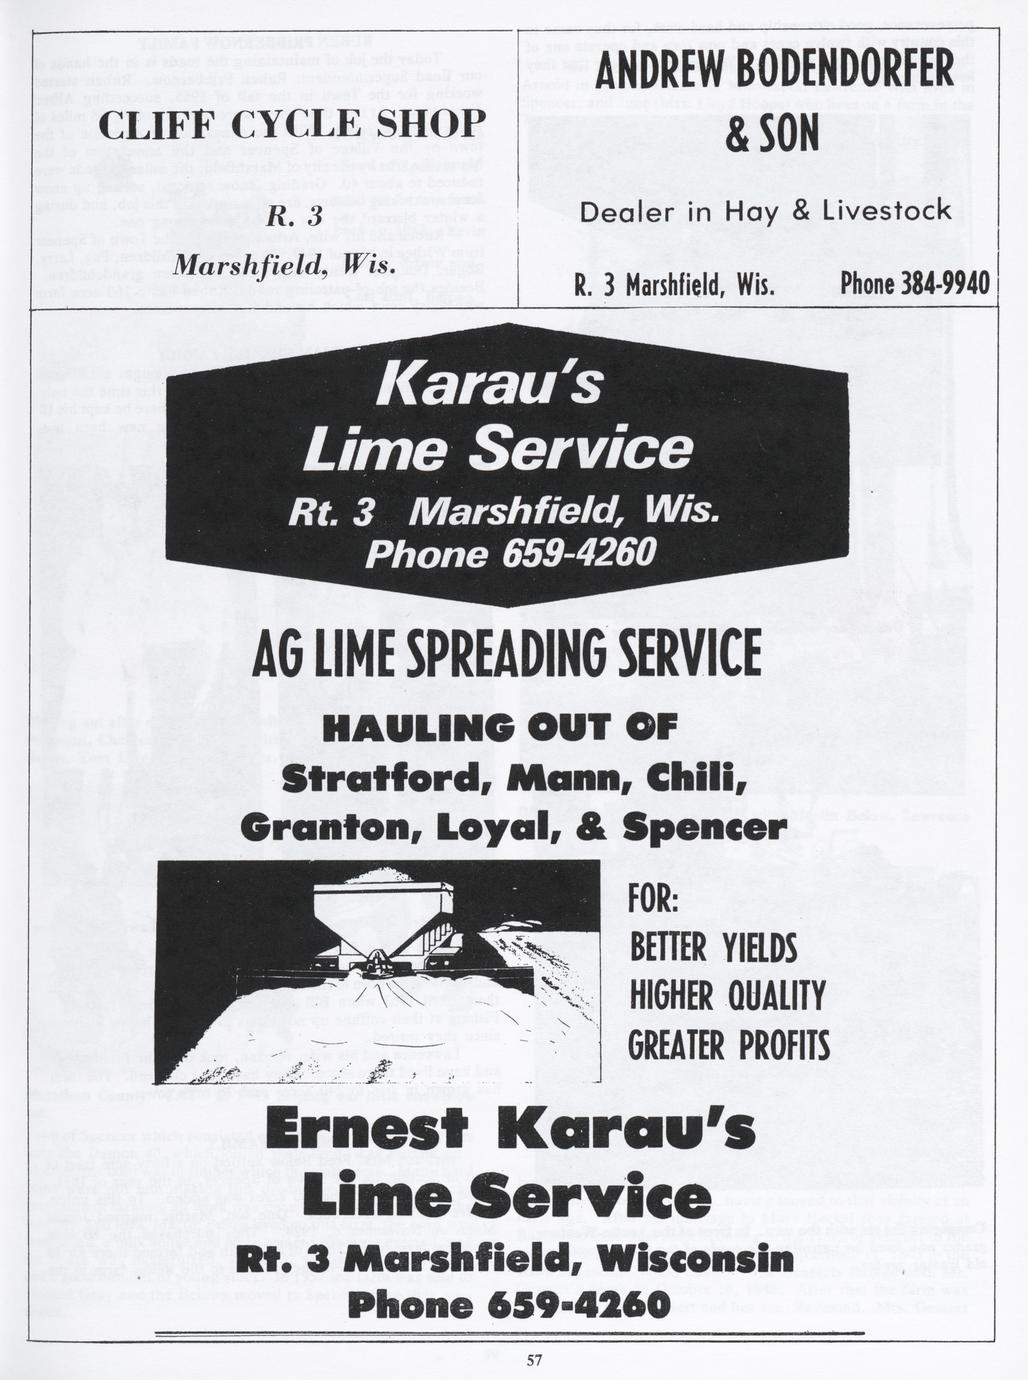 CLIFF CYCLE SHOP
R. 3
Marshfield, Wis.
ANDREW BODENDORFER
& SON
Dealer in Hay & Livestock
R. 3 Marshfield, Wis. Phone 384-9940
Karau's
Lime Service
Rt. 3 Marshfield, Wis.
Phone 659-4260
AG LIME SPREADING SERVICE
HAULING OUT OF
Stratford, Mann, Chili,
Granton, Loyal, & Spencer
FOR:
BETTER YIELDS
HIGHER QUALITY
GREATER PROFITS
Ernest Karau's
Lime Service
Rt. 3 Marshfield, Wisconsin
Phone 659-4260
57